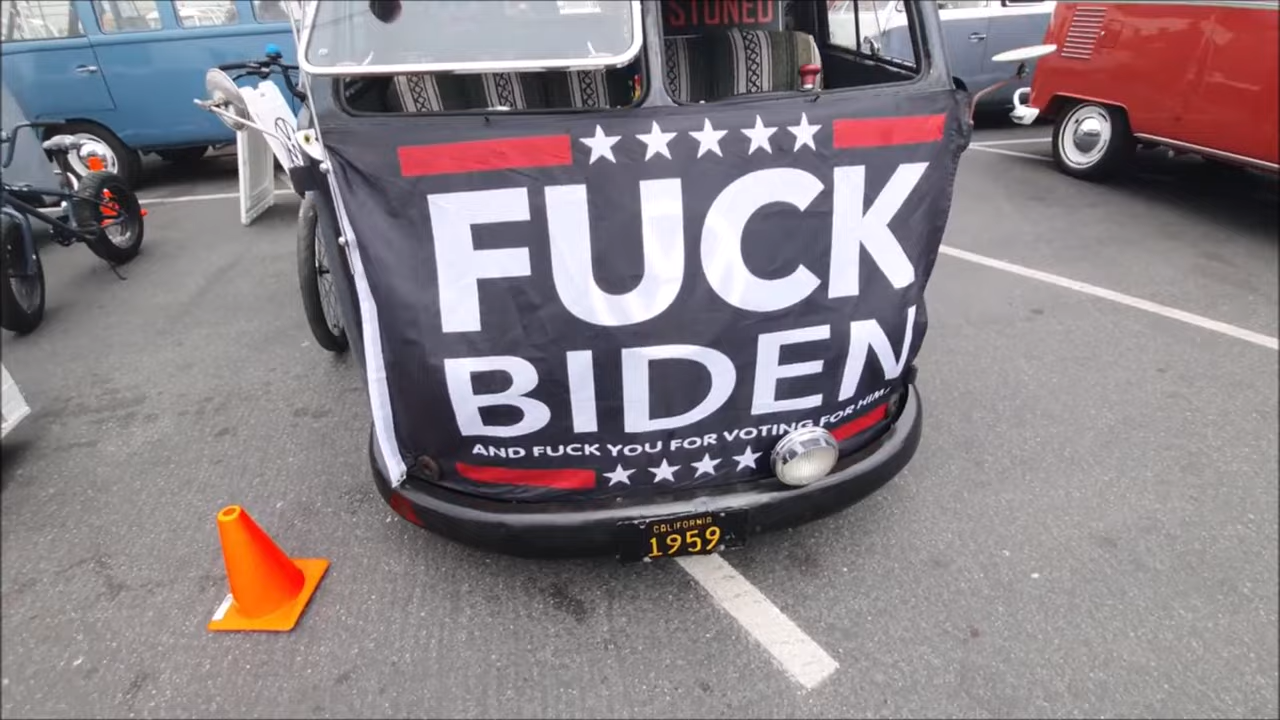 STONED
FUCK
BIDEN
AND FUCK YOU FOR VOTING FOR HIM!
CALIFORNIA
1959